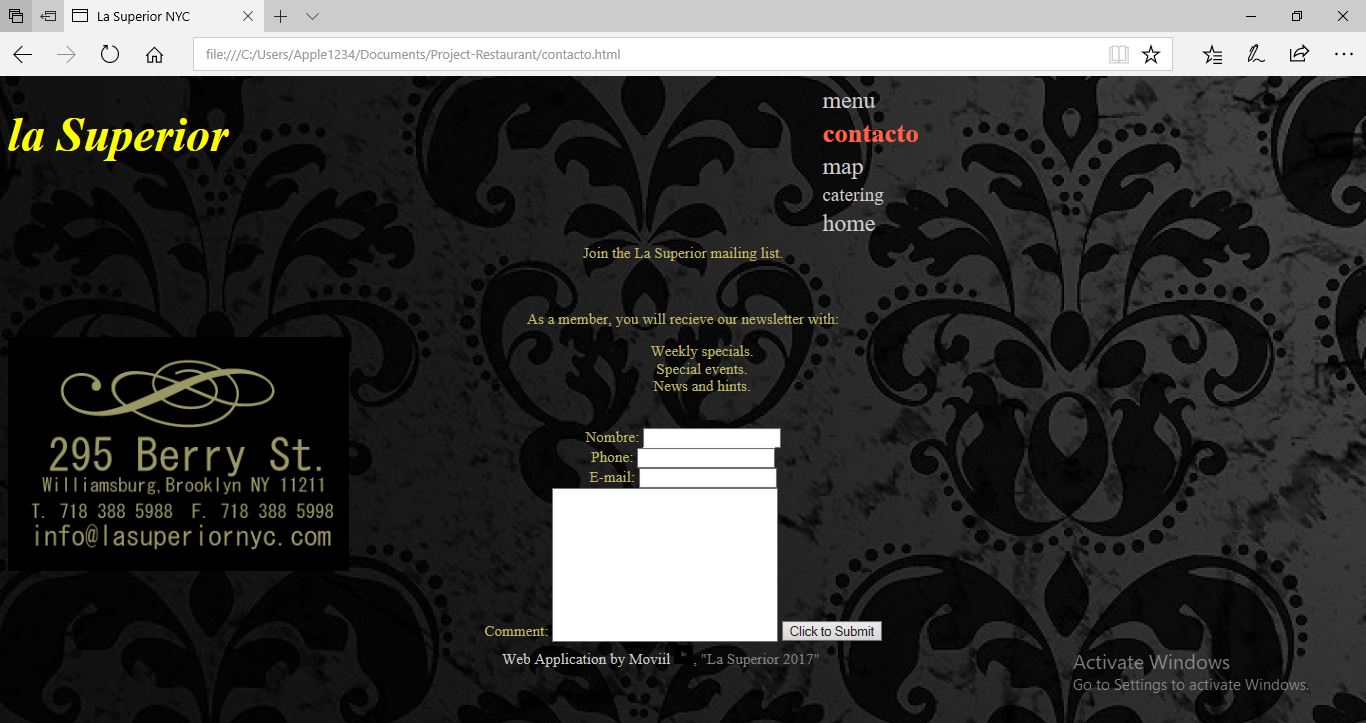 La Superior NYC
file:///C:/Users/Apple1234/Documents/Project-Restaurant/contacto.html
la Superior
menu
contacto
map
catering
home
Join the La Superior mailing list.
As a member, you will recieve our newsletter with:
Weekly specials.
Special events.
News and hints.
295 Berry St.
Williamsburg, Brooklyn NY 11211
T. 718 388 5988 F. 718 388 5998
info@lasuperiornyc.com
Nombre:
Phone:
E-mail:
Comment:
Click to Submit
Web Application by Moviil , "La Superior 2017"
Activate Windows
Go to Settings to activate Windows.